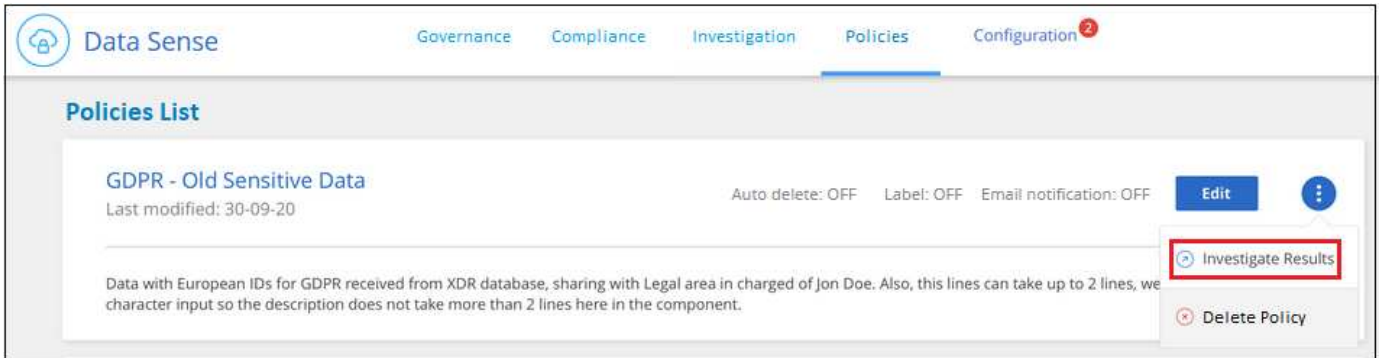 Data Sense
Governance Compliance Investigation Policies Configuration 2
Policies List
GDPR - Old Sensitive Data
Auto delete: OFF Label: OFF Email notification: OFF Edit
Last modified: 30-09-20
Investigate Results
Data with European IDs for GDPR received from XDR database, sharing with Legal area in charged of Jon Doe. Also, this lines can take up to 2 lines, we
character input so the description does not take more than 2 lines here in the component.
Delete Policy